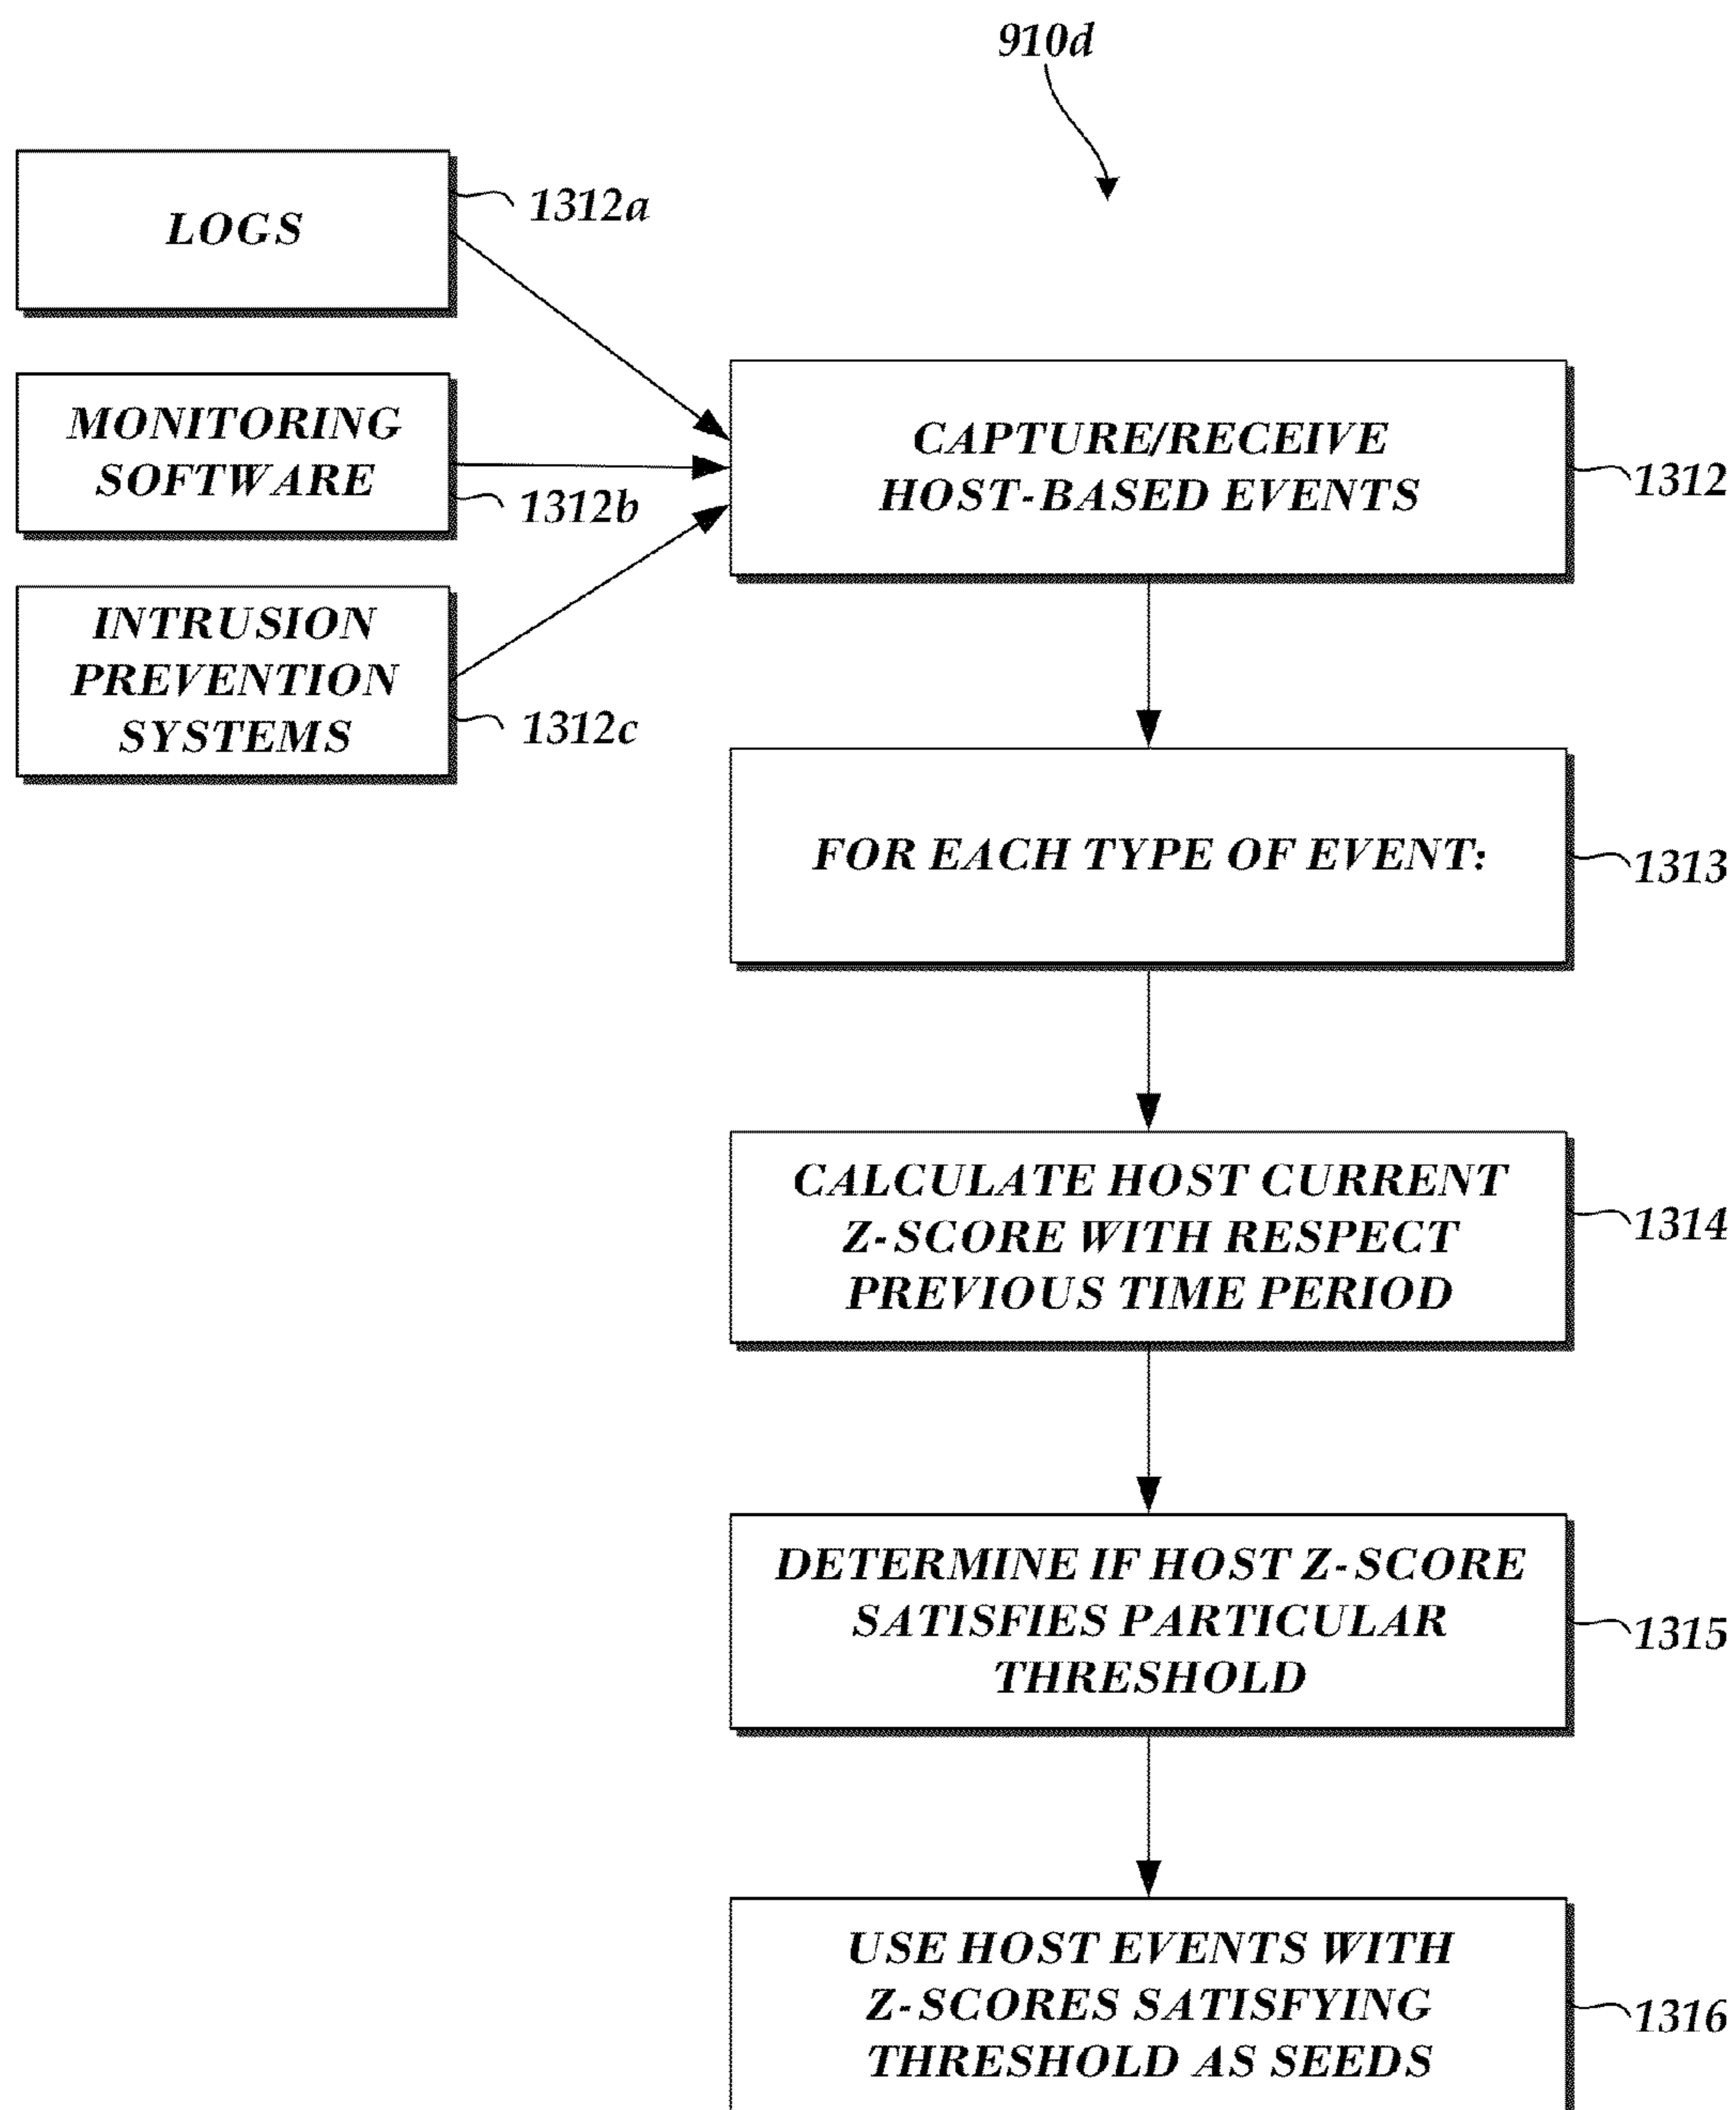 910d
LOGS
1312a
MONITORING
SOFTWARE
1312b
INTRUSION
PREVENTION
SYSTEMS
1312c
CAPTURE/RECEIVE
HOST-BASED EVENTS
1312
FOR EACH TYPE OF EVENT:
1313
CALCULATE HOST CURRENT
Z-SCORE WITH RESPECT
PREVIOUS TIME PERIOD
1314
DETERMINE IF HOST Z-SCORE
SATISFIES PARTICULAR
THRESHOLD
1315
USE HOST EVENTS WITH
Z-SCORES SATISFYING
THRESHOLD AS SEEDS
1316